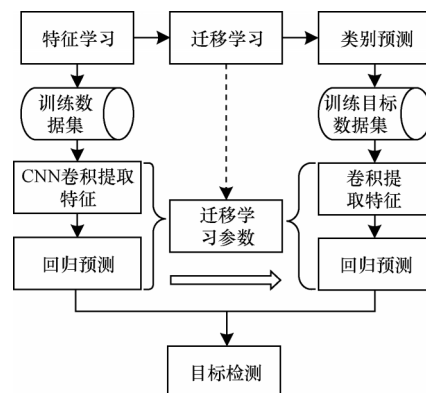 特征学习
迁移学习
类别预测
训练数
据集
训练目标
数据集
CNN卷积提取
特征
迁移学
习参数
卷积提
取特征
回归预测
回归预测
目标检测